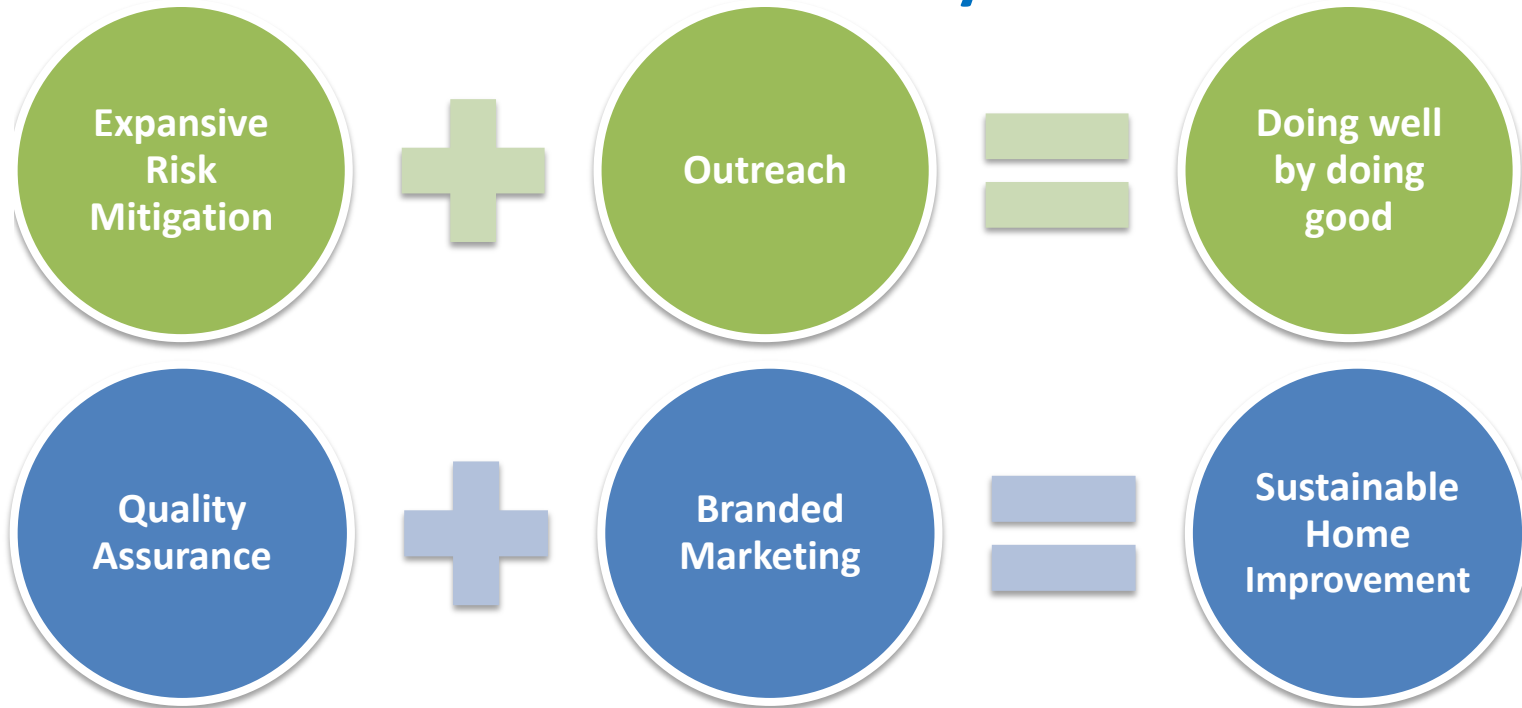 Expansive
Risk
Mitigation
Outreach
Doing well
by doing
good
Quality
Assurance
Branded
Marketing
Sustainable
Home
Improvement